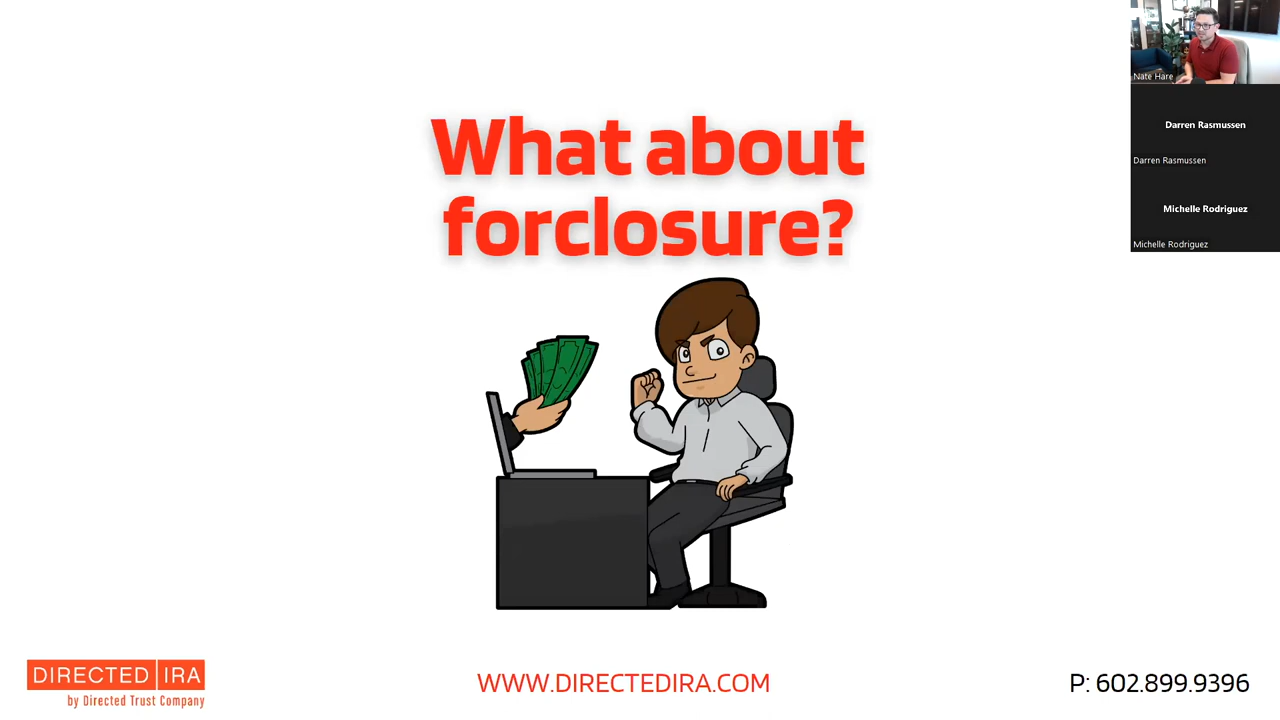 What about
forclosure?
Nate Hare
Darren Rasmussen
Darren Rasmussen
Michelle Rodriguez
Michelle Rodriguez
DIRECTED IRA
by Directed Trust Company
WWW.DIRECTEDIRA.COM
P: 602.899.9396